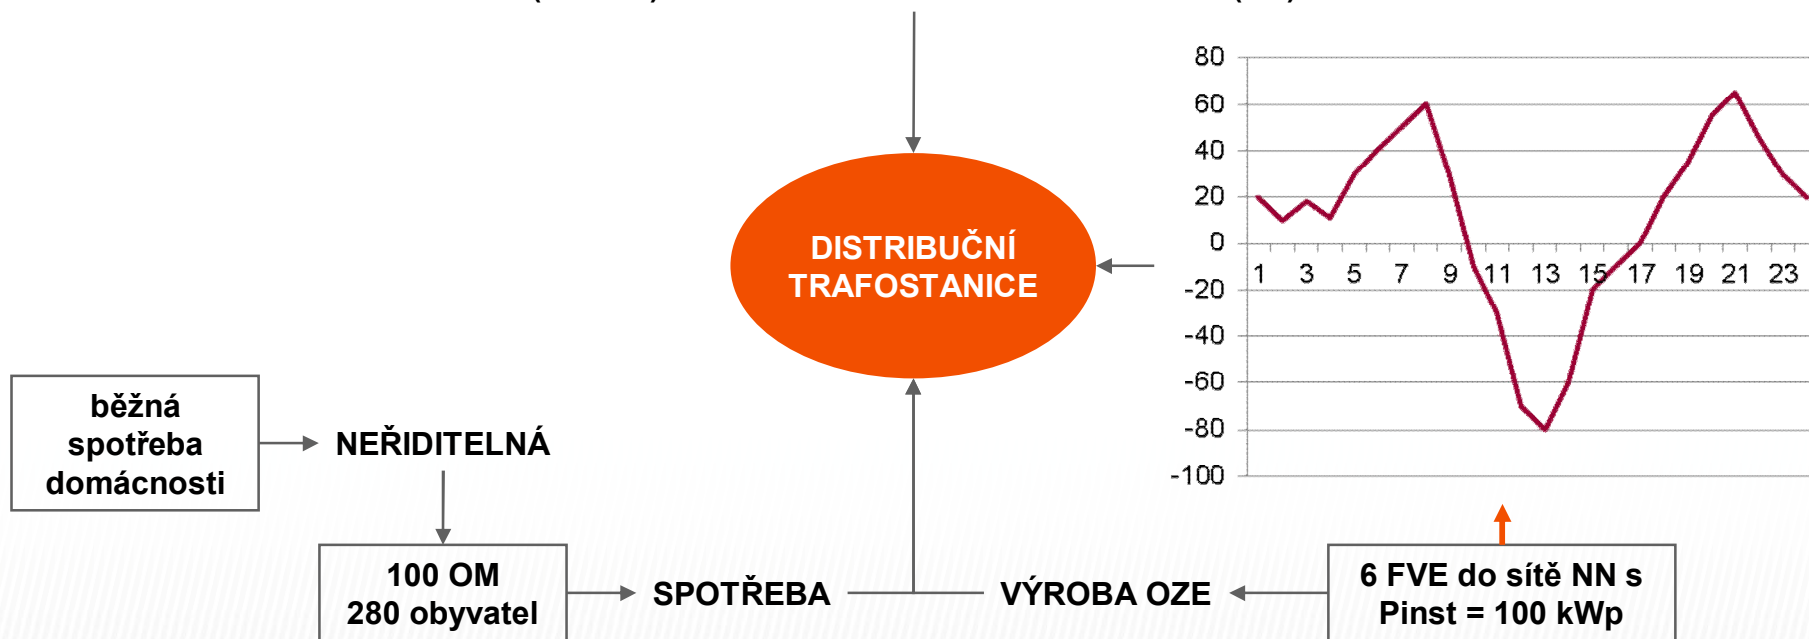 80
60
40
20
0
-20
-40
-60
-80
-100
1 3 5 7 9 11 13 15 17 19 21 23
DISTRIBUČNÍ
TRAFOSTANICE
běžná
spotřeba
domácnosti
NEŘIDITELNÁ
100 OM
280 obyvatel
SPOTŘEBA
VÝROBA OZE
6 FVE do sítě NN s
Pinst = 100 kWp